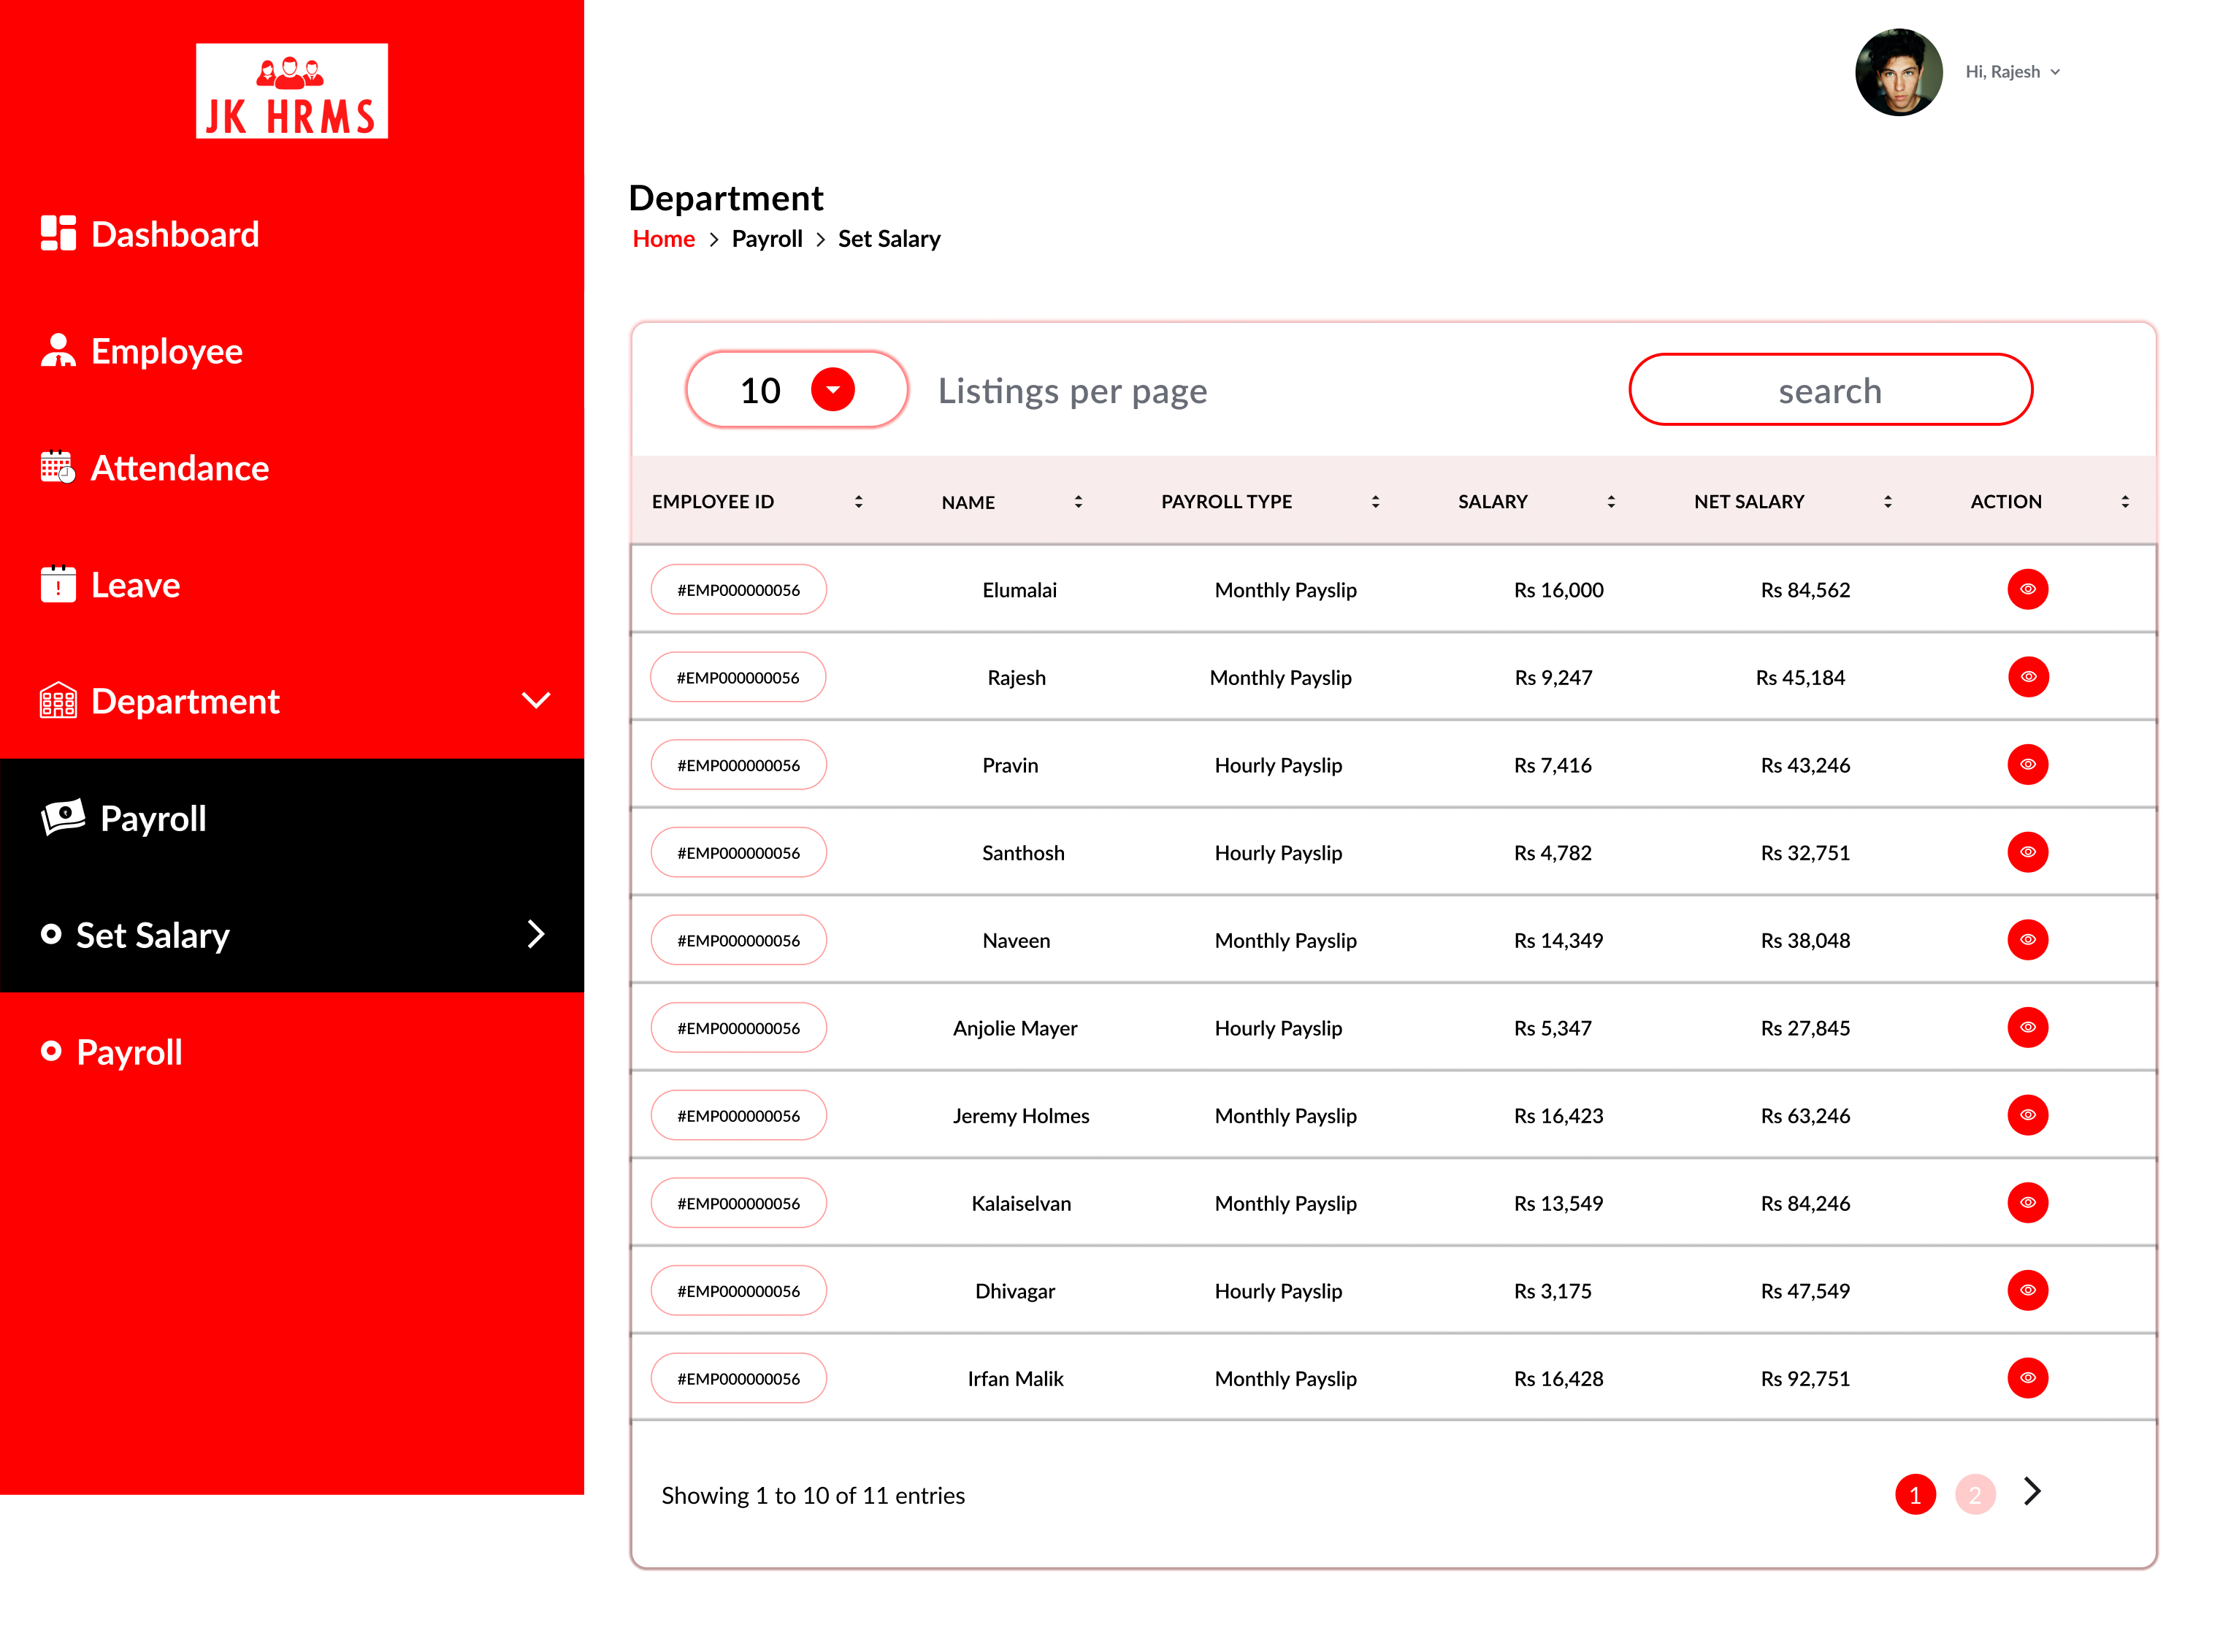 JK HRMS
Hi, Rajesh
Dashboard
Employee
Attendance
Leave
Department
Payroll
Set Salary
Payroll
Department
Home > Payroll > Set Salary
10 Listings per page search
EMPLOYEE ID NAME PAYROLL TYPE SALARY NET SALARY ACTION
#EMP000000056 Elumalai Monthly Payslip Rs 16,000 Rs 84,562
#EMP000000056 Rajesh Monthly Payslip Rs 9,247 Rs 45,184
#EMP000000056 Pravin Hourly Payslip Rs 7,416 Rs 43,246
#EMP000000056 Santhosh Hourly Payslip Rs 4,782 Rs 32,751
#EMP000000056 Naveen Monthly Payslip Rs 14,349 Rs 38,048
#EMP000000056 Anjolie Mayer Hourly Payslip Rs 5,347 Rs 27,845
#EMP000000056 Jeremy Holmes Monthly Payslip Rs 16,423 Rs 63,246
#EMP000000056 Kalaiselvan Monthly Payslip Rs 13,549 Rs 84,246
#EMP000000056 Dhivagar Hourly Payslip Rs 3,175 Rs 47,549
#EMP000000056 Irfan Malik Monthly Payslip Rs 16,428 Rs 92,751
Showing 1 to 10 of 11 entries 1 2